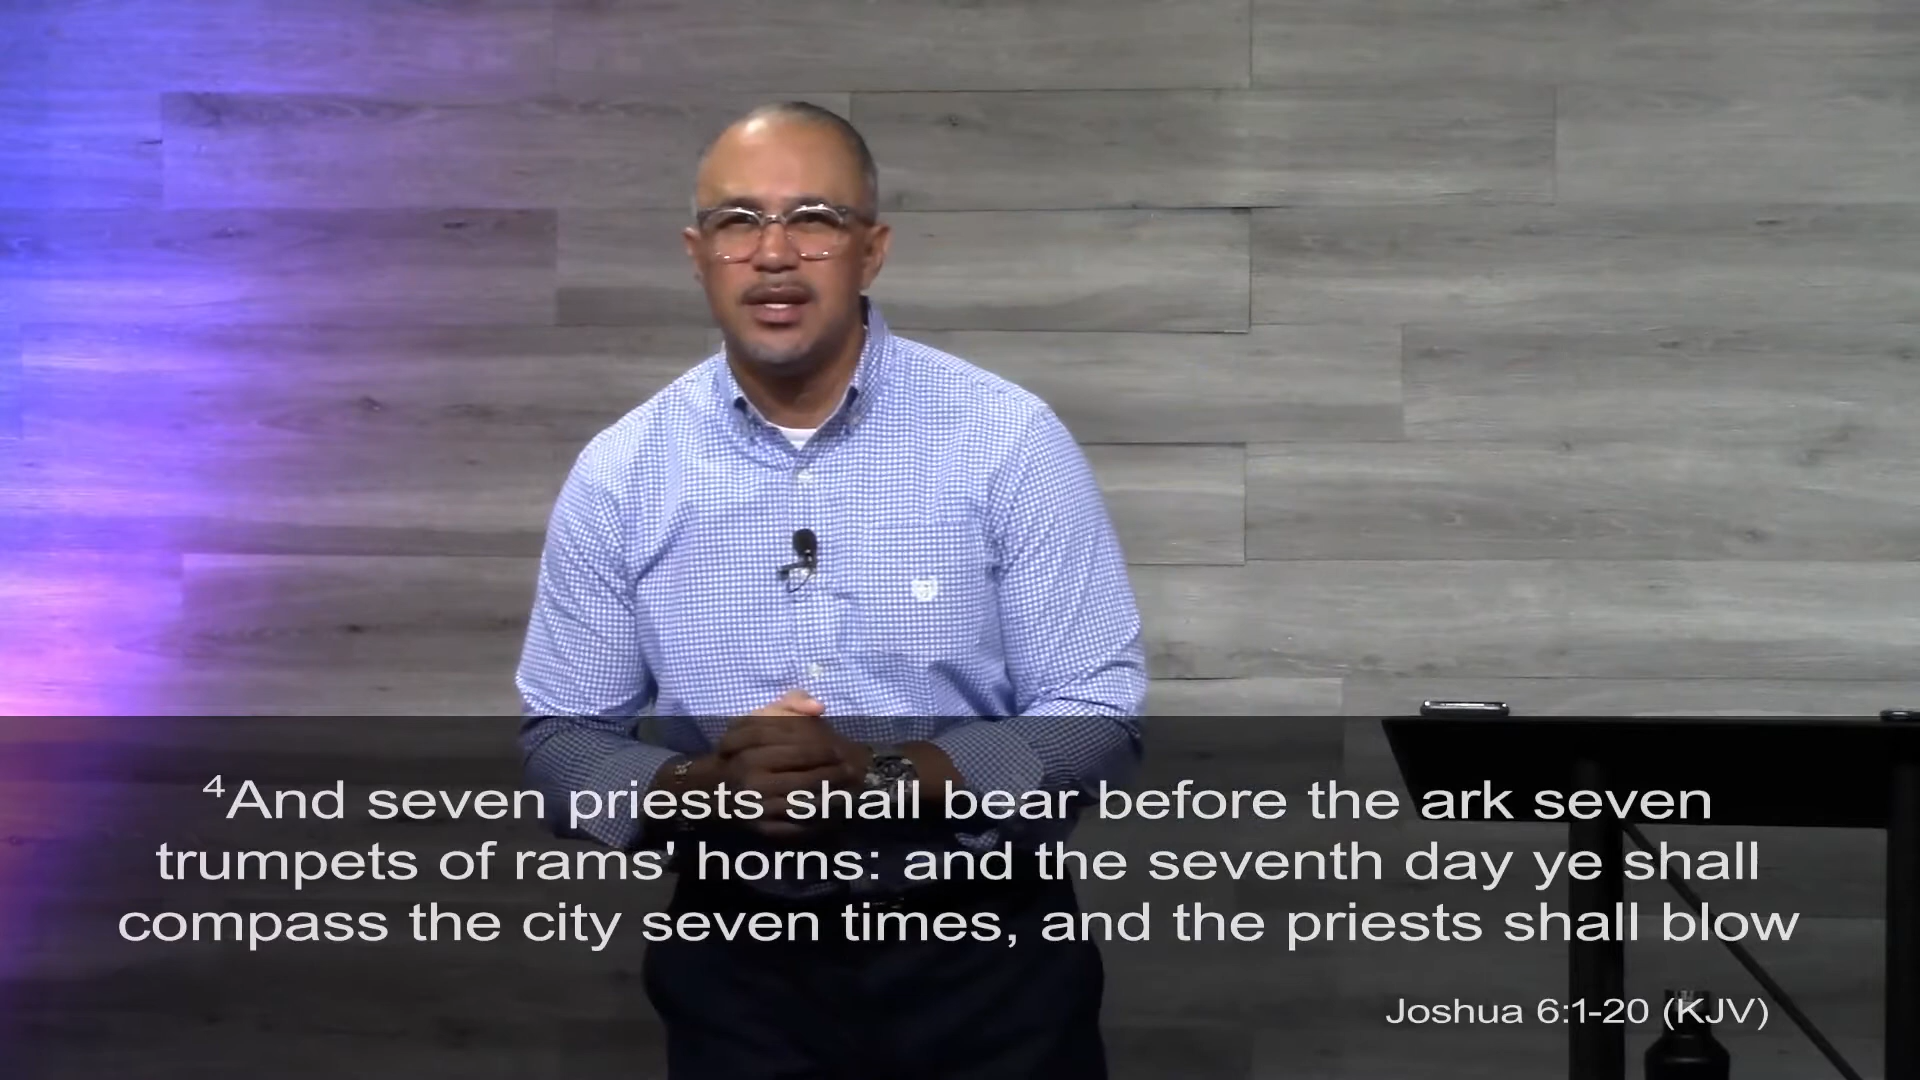 ⁴And seven priests shall bear before the ark seven
trumpets of rams' horns: and the seventh day ye shall
compass the city seven times, and the priests shall blow
Joshua 6:1-20 (KJV)